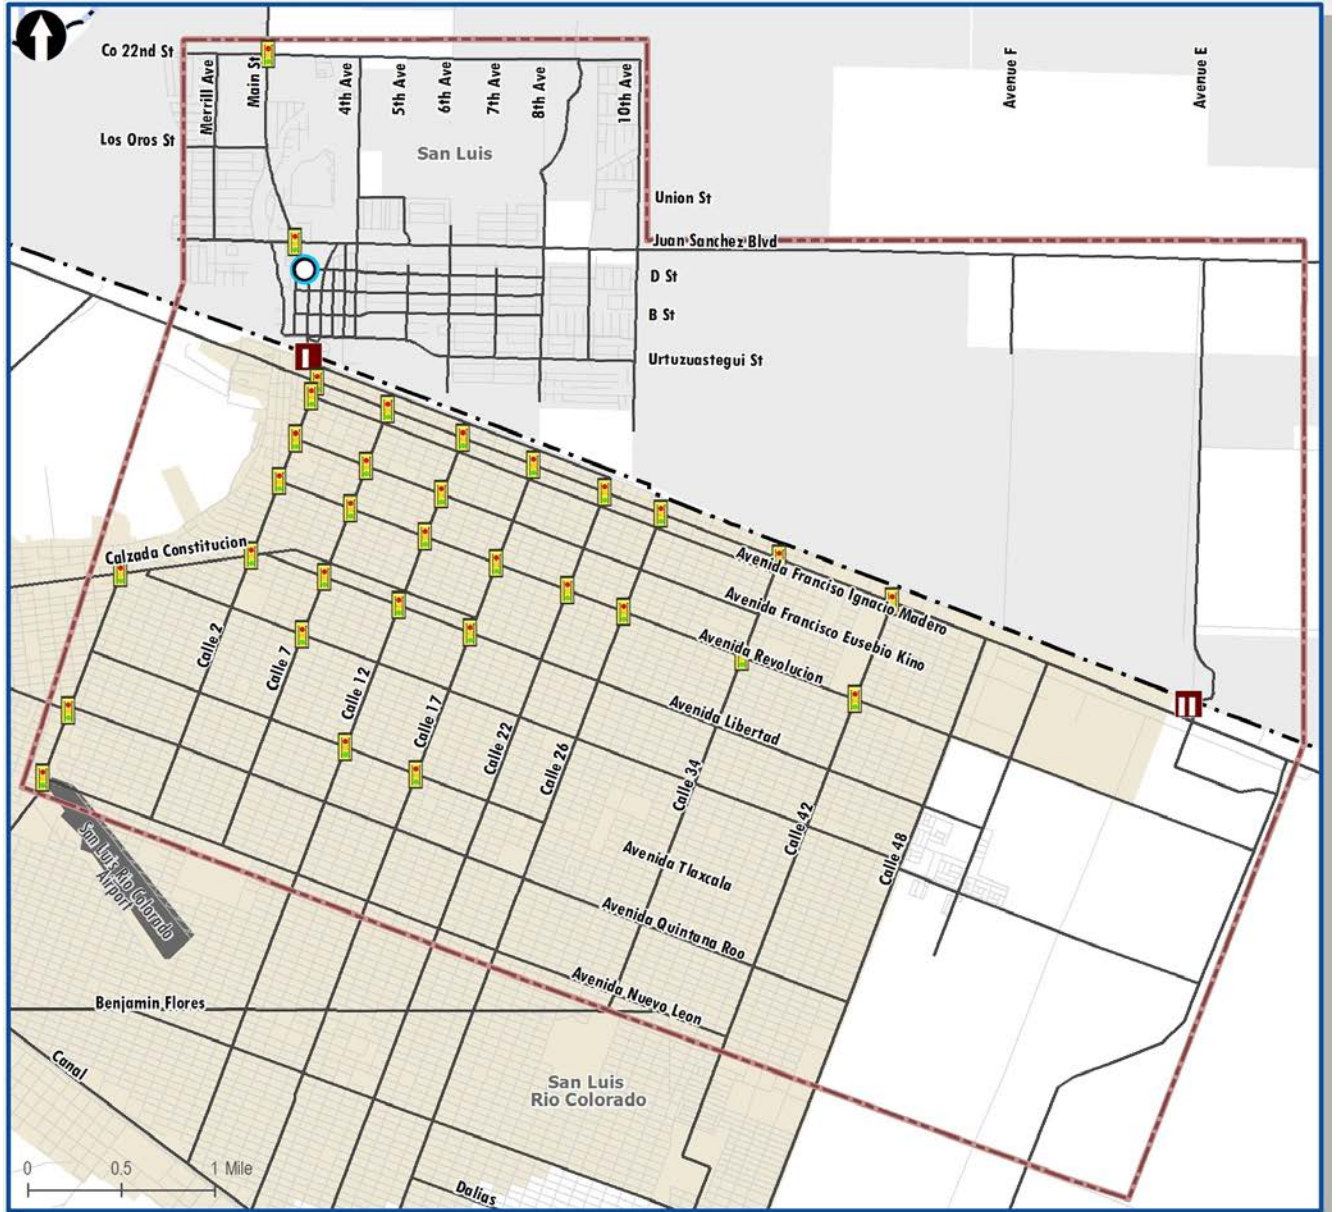 Co 22nd St
Merrill Ave
Main St
4th Ave
5th Ave
6th Ave
7th Ave
8th Ave
10th Ave
Avenue F
Avenue E
Los Oros St
San Luis
Union St
Juan Sanchez Blvd
D St
B St
Urtuzuastegui St
Calzada Constitucion
Avenida Franciso Ignacio Madero
Avenida Francisco Eusebio Kino
Avenida Revolucion
Avenida Libertad
Calle 2
Calle 7
Calle 12
Calle 17
Calle 22
Calle 26
Calle 34
Calle 42
Calle 48
Avenida Tlaxcala
Avenida Quintana Roo
Avenida Nuevo Leon
San Luis Rio Colorado
Airport
Benjamin Flores
Canal
San Luis
Rio Colorado
0 0.5 1 Mile
Dalias